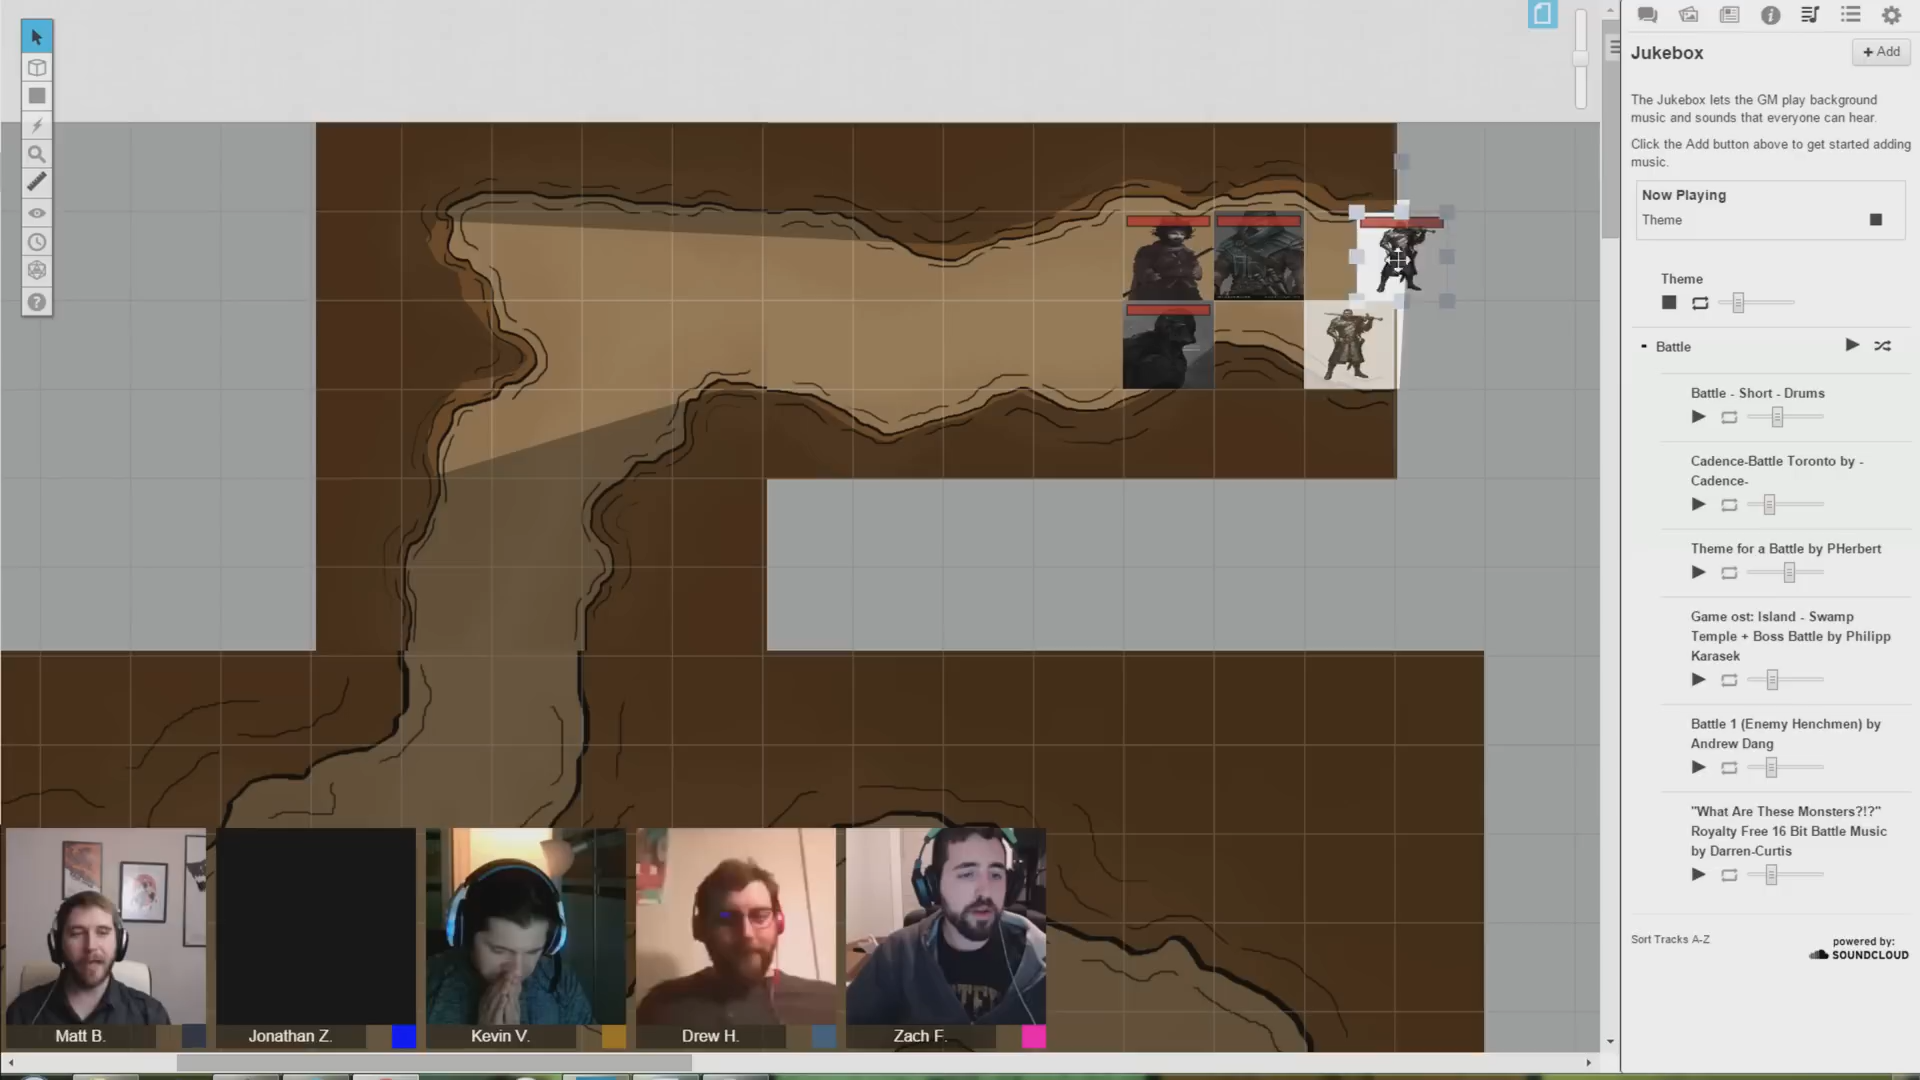 Jukebox
+ Add
The Jukebox lets the GM play background
music and sounds that everyone can hear.
Click the Add button above to get started adding
music.
Now Playing
Theme
Theme
Battle
Battle - Short - Drums
Cadence-Battle Toronto by -
Cadence-
Theme for a Battle by PHerbert
Game ost: Island - Swamp
Temple + Boss Battle by Philipp
Karasek
Battle 1 (Enemy Henchmen) by
Andrew Dang
"What Are These Monsters?!?"
Royalty Free 16 Bit Battle Music
by Darren-Curtis
Sort Tracks A-Z
powered by:
SOUNDCLOUD
Matt B.
Jonathan Z.
Kevin V.
Drew H.
Zach F.